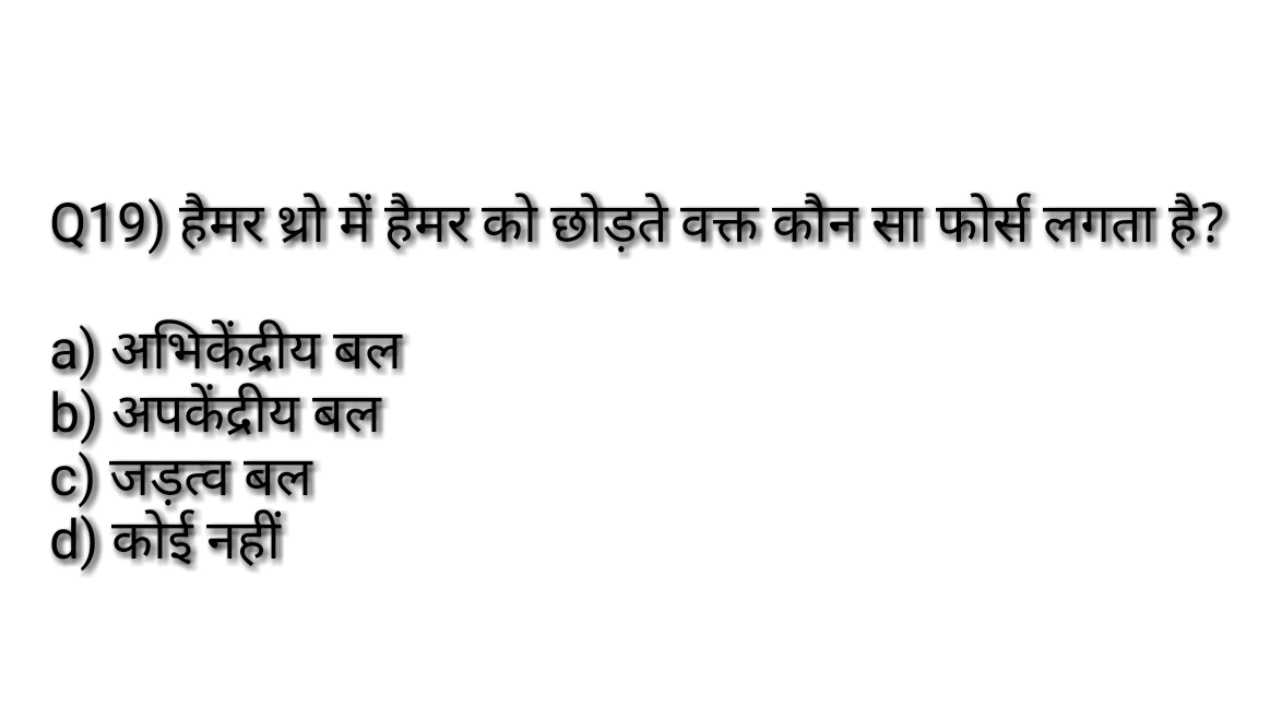 Q19) हैमर थ्रो में हैमर को छोड़ते वक्त कौन सा फोर्स लगता है?
a) अभिकेंद्रीय बल
b) अपकेंद्रीय बल
c) जड़त्व बल
d) कोई नहीं